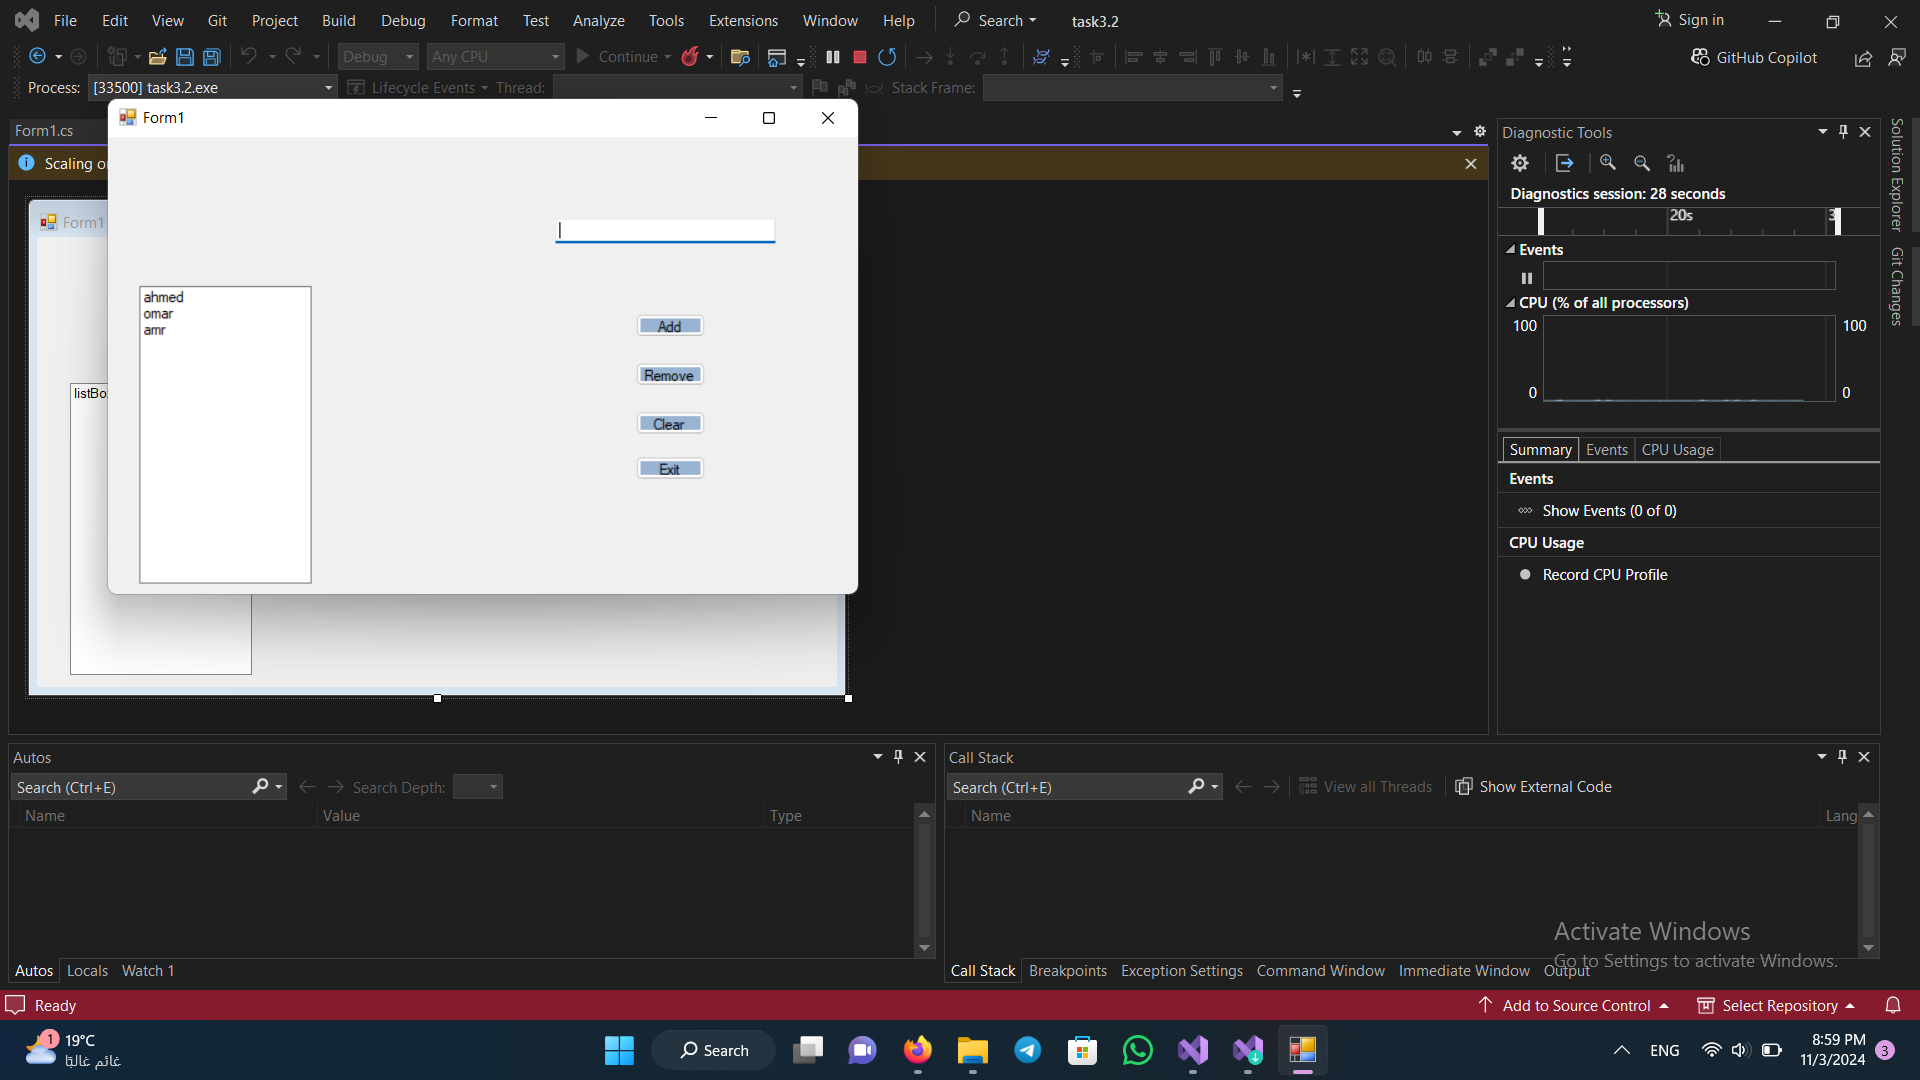 File Edit View Git Project Build Debug Format Test Analyze Tools Extensions Window Help Search task3.2 Sign in
Debug Any CPU Continue GitHub Copilot
Process: [33500] task3.2.exe Lifecycle Events Thread: Stack Frame:
Form1
Form1.cs
Scaling
Form1
listBo
ahmed
omar
amr
Add
Remove
Clear
Exit
Diagnostic Tools
Diagnostics session: 28 seconds
20s
3
Events
CPU (% of all processors)
100 100
0 0
Summary Events CPU Usage
Events
Show Events (0 of 0)
CPU Usage
Record CPU Profile
Solution Explorer
Git Changes
Autos
Search (Ctrl+E) Search Depth:
Name Value Type
Autos Locals Watch 1
Call Stack
Search (Ctrl+E) View all Threads Show External Code
Name Lang
Activate Windows
Go to Settings to activate Windows.
Call Stack Breakpoints Exception Settings Command Window Immediate Window Output
Ready Add to Source Control Select Repository
1
19°C
غائم غالبًا
Search
ENG
8:59 PM
11/3/2024
3